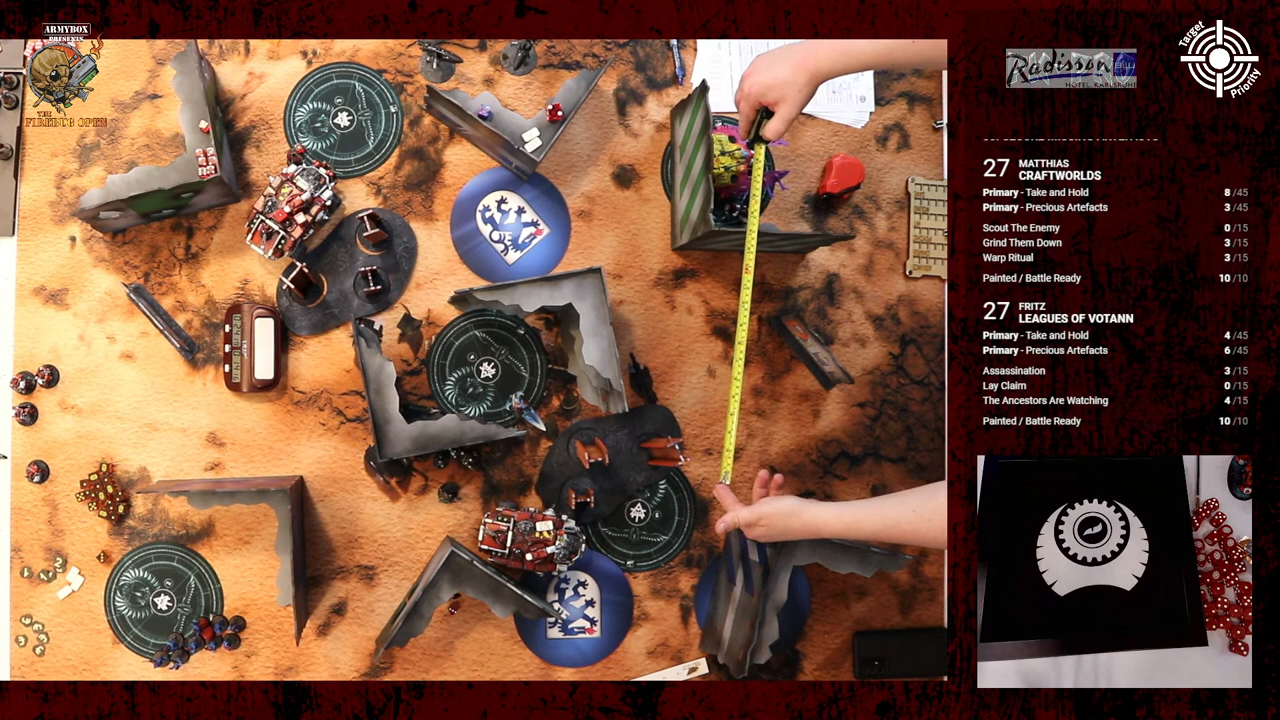 ARMYBOX
PRESENTS
THE
FIREBUG OPEN
Radisson
BLU
HOTEL KARLSRUHE
Target
Priority
27 MATTHIAS
CRAFTWORLDS
Primary - Take and Hold 8 /45
Primary - Precious Artefacts 3 /45
Scout The Enemy 0 /15
Grind Them Down 3 /15
Warp Ritual 3 /15
Painted / Battle Ready 10 /10
27 FRITZ
LEAGUES OF VOTANN
Primary - Take and Hold 4 /45
Primary - Precious Artefacts 6 /45
Assassination 3 /15
Lay Claim 0 /15
The Ancestors Are Watching 4 /15
Painted / Battle Ready 10 /10